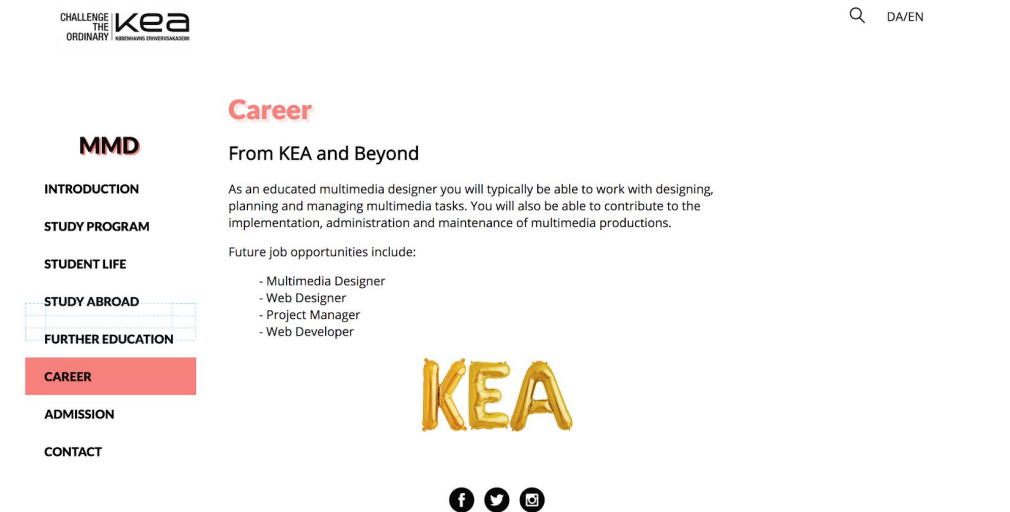 CHALLENGE
THE
ORDINARY
kea
KØBENHAVNS ERHVERVSAKADEMI
DA/EN
MMD
INTRODUCTION
STUDY PROGRAM
STUDENT LIFE
STUDY ABROAD
FURTHER EDUCATION
CAREER
ADMISSION
CONTACT
Career
From KEA and Beyond
As an educated multimedia designer you will typically be able to work with designing,
planning and managing multimedia tasks. You will also be able to contribute to the
implementation, administration and maintenance of multimedia productions.
Future job opportunities include:
- Multimedia Designer
- Web Designer
- Project Manager
- Web Developer
KEA